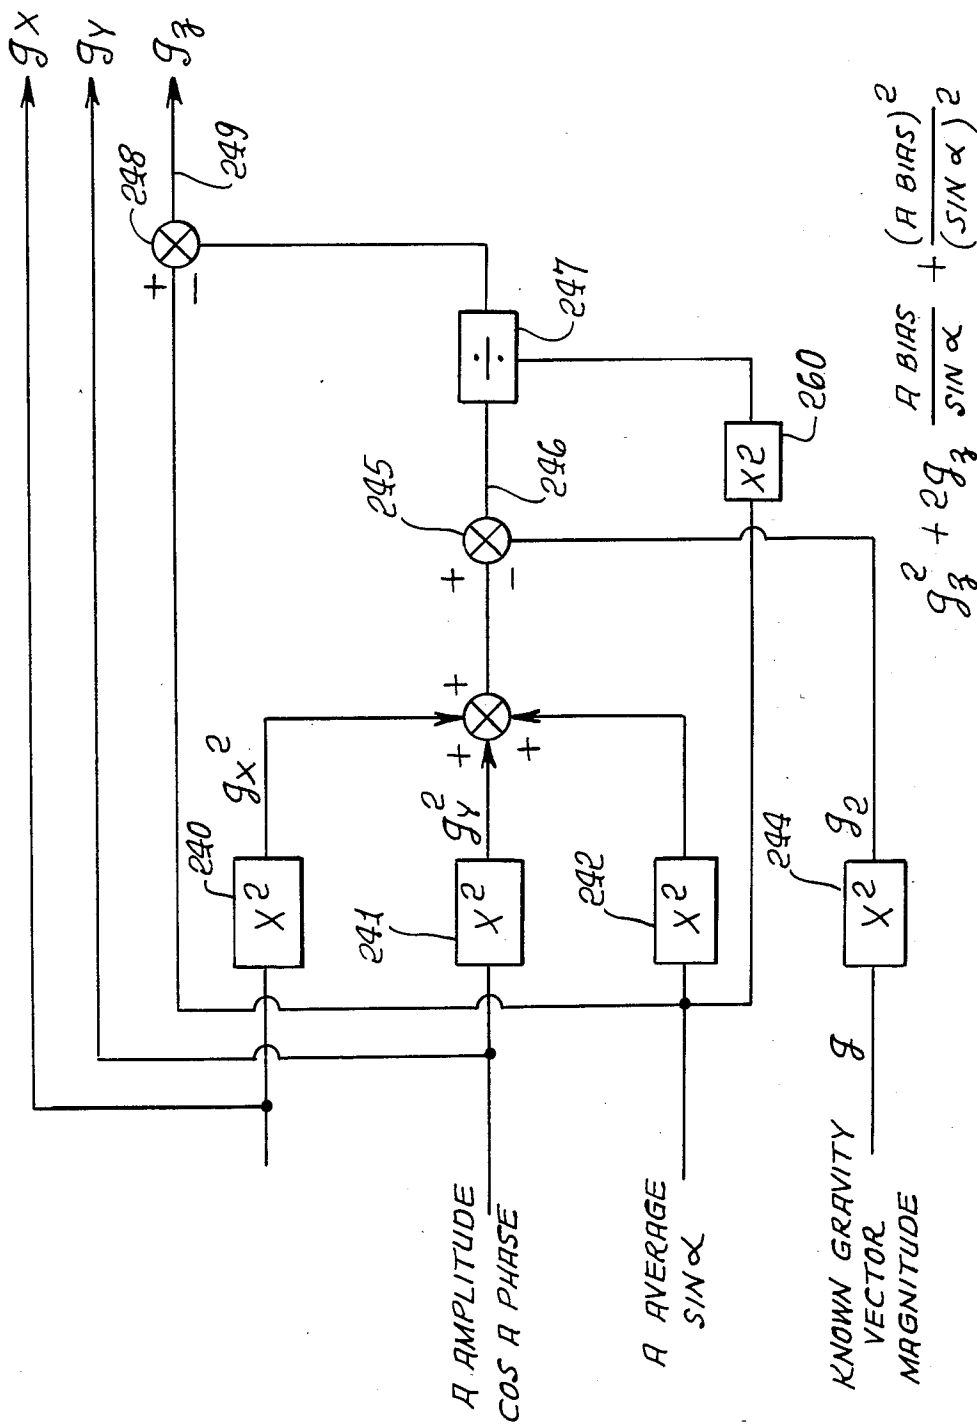 gx
gy
gz
248
249
+
−
÷
247
245
246
+
−
X2
260
+
+
+
gx2
gy2
240
X2
241
X2
242
X2
244
X2
g2
g
A AMPLITUDE
COS A PHASE
A AVERAGE
SIN α
KNOWN GRAVITY
VECTOR
MAGNITUDE
gz2 + 2gz A BIAS / SIN α + (A BIAS)2 / (SIN α)2